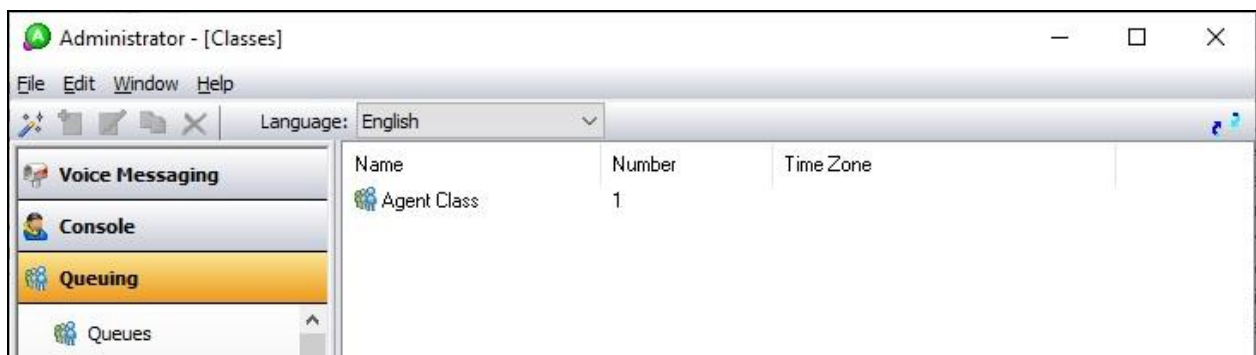 Administrator - [Classes]
File Edit Window Help
Language: English
Voice Messaging
Console
Queuing
Queues
Name Number Time Zone
Agent Class 1